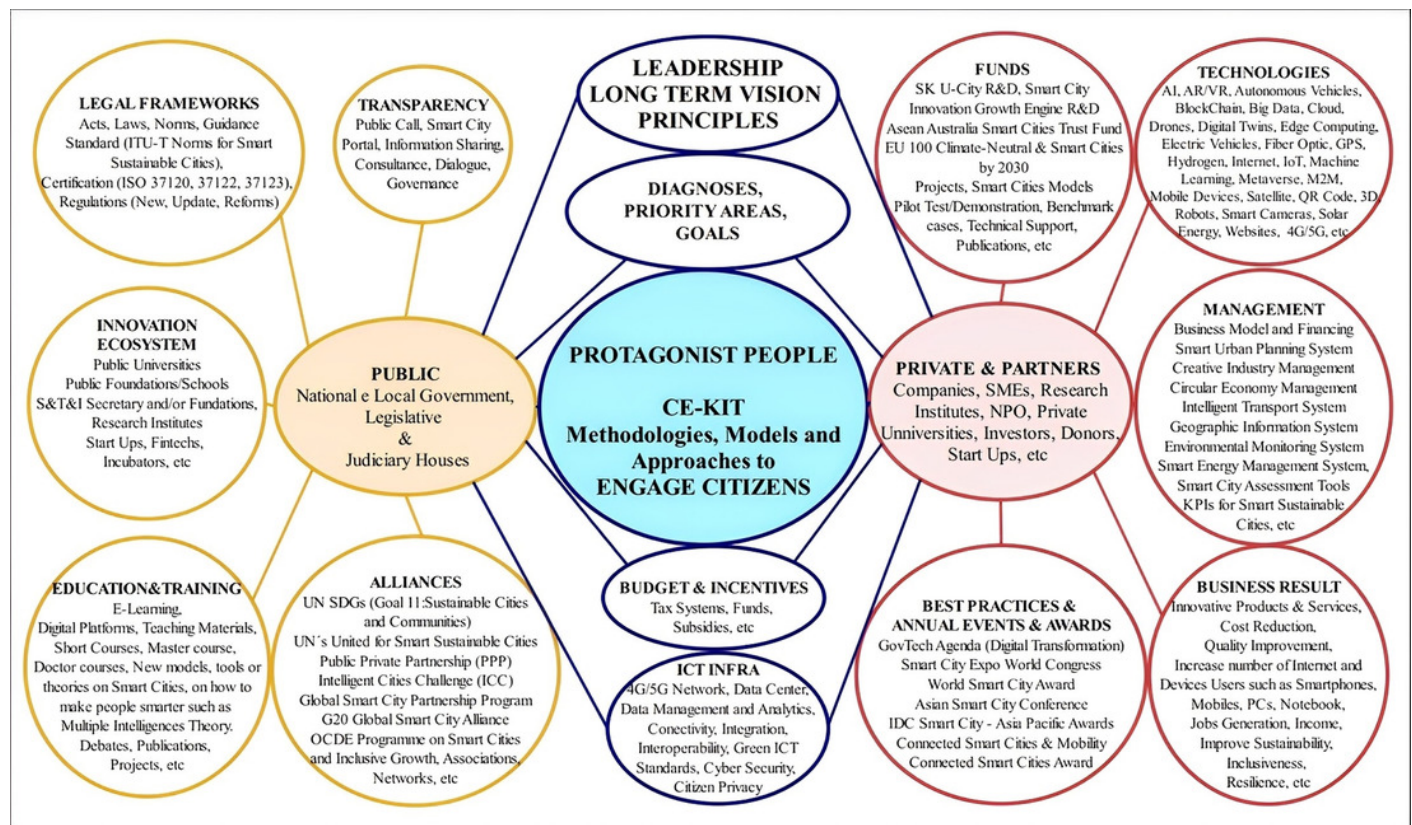 LEADERSHIP
LONG TERM VISION
PRINCIPLES
LEGAL FRAMEWORKS
Acts, Laws, Norms, Guidance
Standard (ITU-T Norms for Smart
Sustainable Cities),
Certification (ISO 37120, 37122, 37123),
Regulations (New, Update, Reforms)
TRANSPARENCY
Public Call, Smart City
Portal, Information Sharing,
Consultance, Dialogue,
Governance
DIAGNOSES,
PRIORITY AREAS,
GOALS
FUNDS
SK U-City R&D, Smart City
Innovation Growth Engine R&D
Asean Australia Smart Cities Trust Fund
EU 100 Climate-Neutral & Smart Cities
by 2030
Projects, Smart Cities Models
Pilot Test/Demonstration, Benchmark
cases, Technical Support,
Publications, etc
TECHNOLOGIES
AI, AR/VR, Autonomous Vehicles,
BlockChain, Big Data, Cloud,
Drones, Digital Twins, Edge Computing,
Electric Vehicles, Fiber Optic, GPS,
Hydrogen, Internet, IoT, Machine
Learning, Metaverse, M2M,
Mobile Devices, Satellite, QR Code, 3D,
Robots, Smart Cameras, Solar
Energy, Websites, 4G/5G, etc
INNOVATION
ECOSYSTEM
Public Universities
Public Foundations/Schools
S&T&I Secretary and/or Fundations,
Research Institutes
Start Ups, Fintechs,
Incubators, etc
PUBLIC
National e Local Government,
Legislative
&
Judiciary Houses
PROTAGONIST PEOPLE
CE-KIT
Methodologies, Models and
Approaches to
ENGAGE CITIZENS
PRIVATE & PARTNERS
Companies, SMEs, Research
Institutes, NPO, Private
Unniversities, Investors, Donors,
Start Ups, etc
MANAGEMENT
Business Model and Financing
Smart Urban Planning System
Creative Industry Management
Circular Economy Management
Intelligent Transport System
Geographic Information System
Environmental Monitoring System
Smart Energy Management System,
Smart City Assessment Tools
KPIs for Smart Sustainable
Cities, etc
EDUCATION&TRAINING
E-Learning,
Digital Platforms, Teaching Materials,
Short Courses, Master course,
Doctor courses, New models, tools or
theories on Smart Cities, on how to
make people smarter such as
Multiple Intelligences Theory.
Debates, Publications,
Projects, etc
ALLIANCES
UN SDGs (Goal 11:Sustainable Cities
and Communities)
UN´s United for Smart Sustainable Cities
Public Private Partnership (PPP)
Intelligent Cities Challenge (ICC)
Global Smart City Partnership Program
G20 Global Smart City Alliance
OCDE Programme on Smart Cities
and Inclusive Growth, Associations,
Networks, etc
BUDGET & INCENTIVES
Tax Systems, Funds,
Subsidies, etc
ICT INFRA
4G/5G Network, Data Center,
Data Management and Analytics,
Conectivity, Integration,
Interoperability, Green ICT
Standards, Cyber Security,
Citizen Privacy
BEST PRACTICES &
ANNUAL EVENTS & AWARDS
GovTech Agenda (Digital Transformation)
Smart City Expo World Congress
World Smart City Award
Asian Smart City Conference
IDC Smart City - Asia Pacific Awards
Connected Smart Cities & Mobility
Connected Smart Cities Award
BUSINESS RESULT
Innovative Products & Services,
Cost Reduction,
Quality Improvement,
Increase number of Internet and
Devices Users such as Smartphones,
Mobiles, PCs, Notebook,
Jobs Generation, Income,
Improve Sustainability,
Inclusiveness,
Resilience, etc